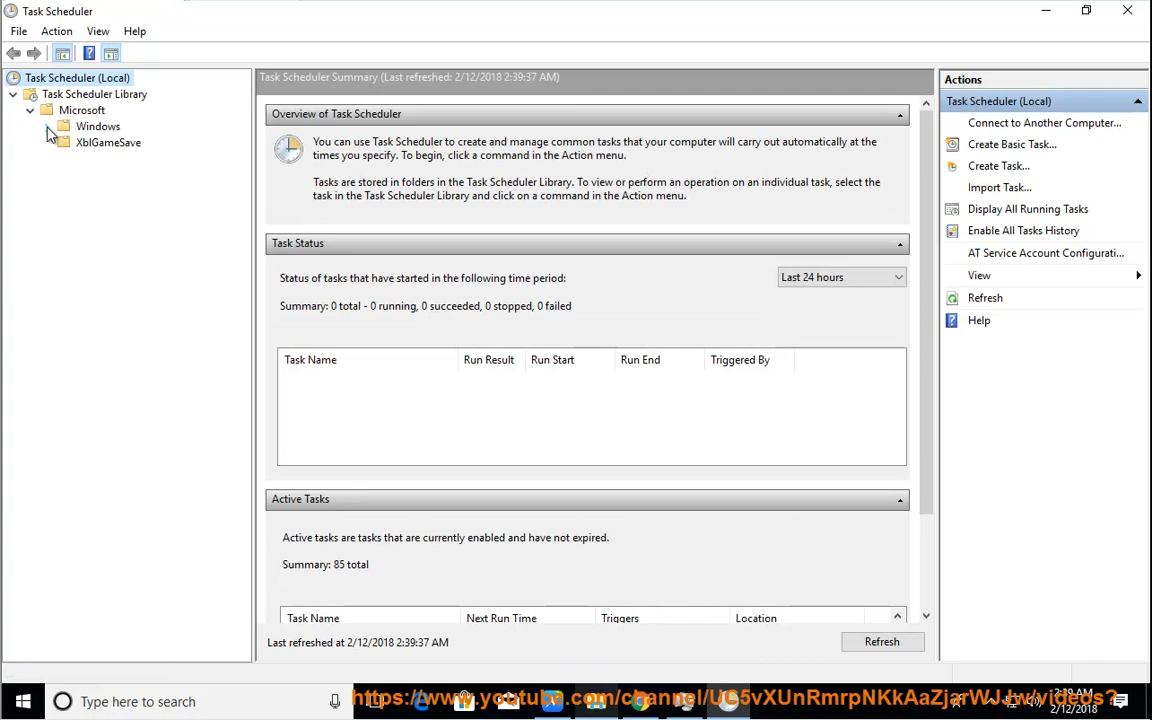 Task Scheduler
File Action View Help
Task Scheduler (Local)
Task Scheduler Library
Microsoft
Windows
XblGameSave
Task Scheduler Summary (Last refreshed: 2/12/2018 2:39:37 AM)
Overview of Task Scheduler
You can use Task Scheduler to create and manage common tasks that your computer will carry out automatically at the
times you specify. To begin, click a command in the Action menu.
Tasks are stored in folders in the Task Scheduler Library. To view or perform an operation on an individual task, select the
task in the Task Scheduler Library and click on a command in the Action menu.
Task Status
Status of tasks that have started in the following time period:
Last 24 hours
Summary: 0 total - 0 running, 0 succeeded, 0 stopped, 0 failed
Task Name Run Result Run Start Run End Triggered By
Active Tasks
Active tasks are tasks that are currently enabled and have not expired.
Summary: 85 total
Task Name Next Run Time Triggers Location
Last refreshed at 2/12/2018 2:39:37 AM
Refresh
Actions
Task Scheduler (Local)
Connect to Another Computer...
Create Basic Task...
Create Task...
Import Task...
Display All Running Tasks
Enable All Tasks History
AT Service Account Configurati...
View
Refresh
Help
Type here to search
2:39 AM
2/12/2018